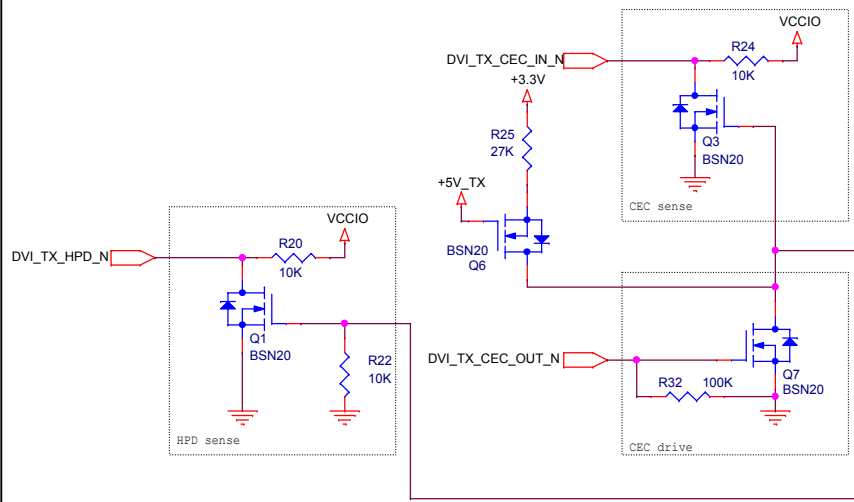 VCCIO
R24
10K
DVI_TX_CEC_IN_N
+3.3V
Q3
BSN20
CEC sense
R25
27K
+5V_TX
BSN20
Q6
VCCIO
R20
10K
DVI_TX_HPD_N
Q1
BSN20
R22
10K
HPD sense
DVI_TX_CEC_OUT_N
R32 100K
Q7
BSN20
CEC drive